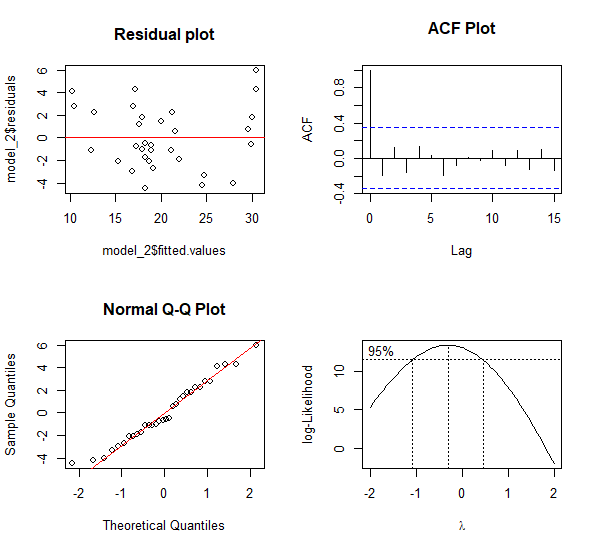 Residual plot
model_2$residuals
6
4
2
0
-2
-4
10 15 20 25 30
model_2$fitted.values
ACF Plot
ACF
0.8
0.4
0.0
-0.4
0 5 10 15
Lag
Normal Q-Q Plot
Sample Quantiles
6
4
2
0
-2
-4
-2 -1 0 1 2
Theoretical Quantiles
95%
log-Likelihood
10
5
0
-2 -1 0 1 2
λ